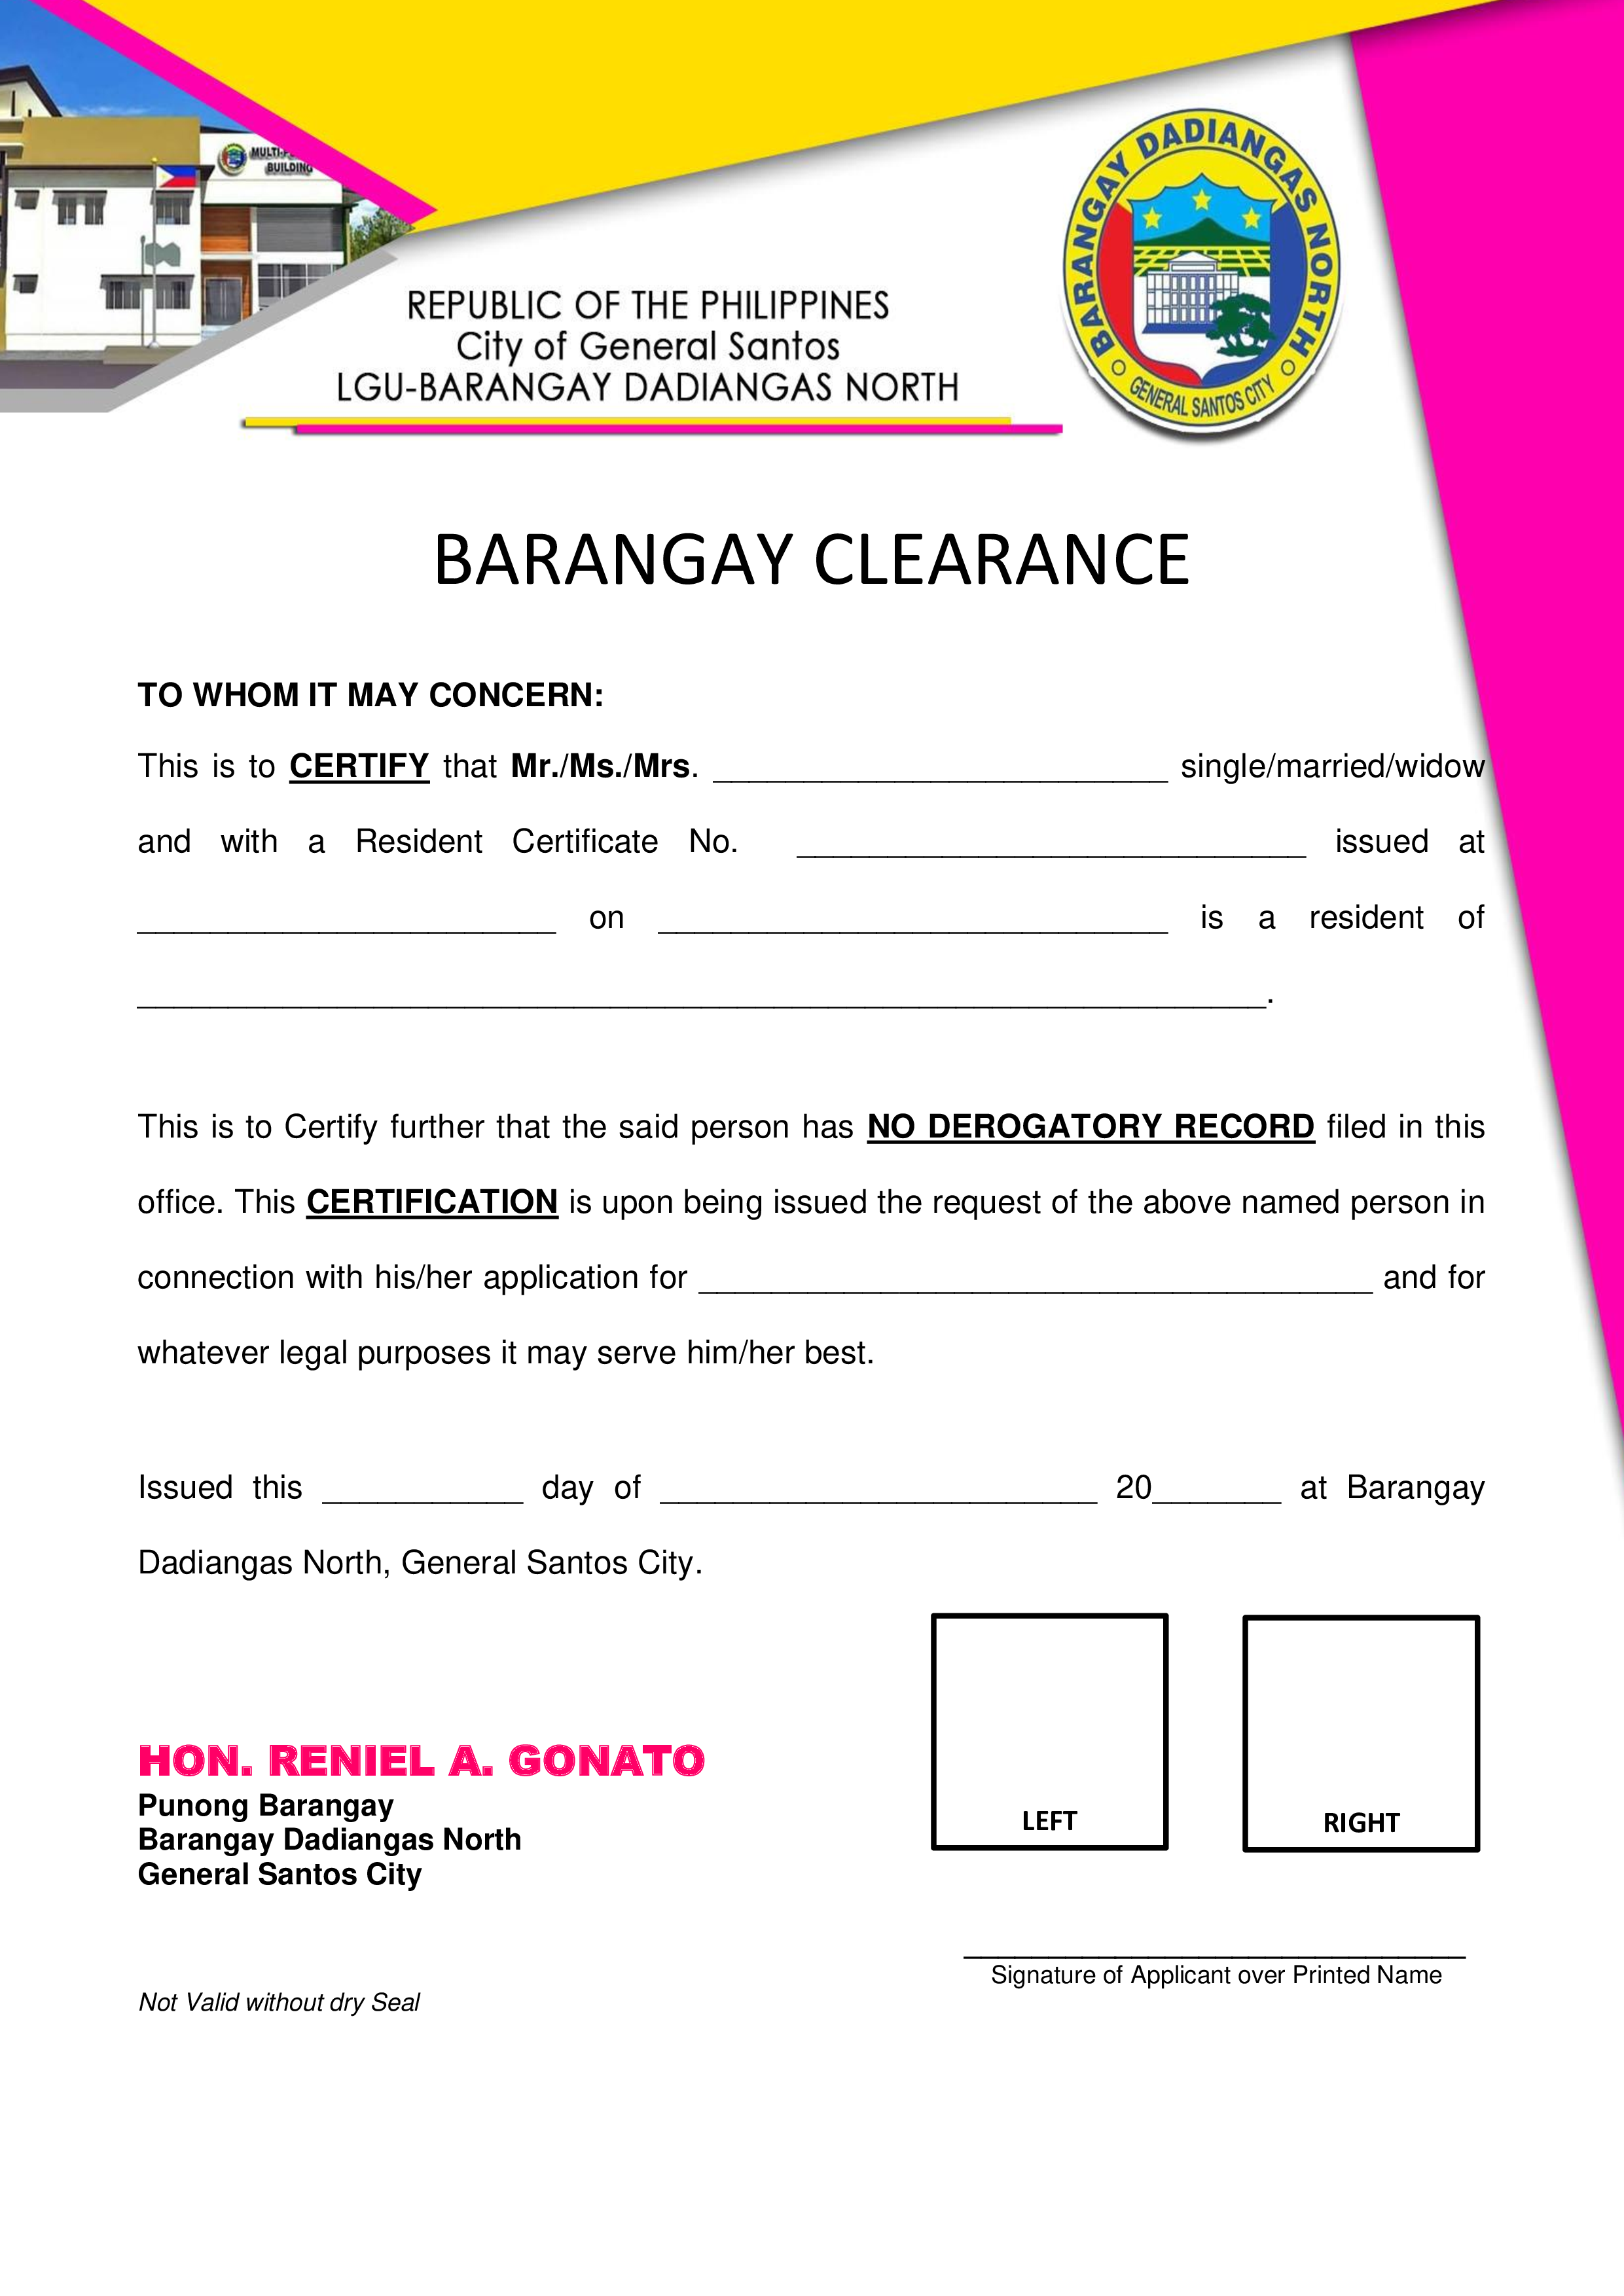 MULTI-P
BUILDING
BARANGAY DADIANGAS NORTH
GENERAL SANTOS CITY
REPUBLIC OF THE PHILIPPINES
City of General Santos
LGU-BARANGAY DADIANGAS NORTH
BARANGAY CLEARANCE
TO WHOM IT MAY CONCERN:
This is to CERTIFY that Mr./Ms./Mrs. _________________________ single/married/widow
and with a Resident Certificate No. ____________________________ issued at
_______________________ on ____________________________ is a resident of
______________________________________________________________.
This is to Certify further that the said person has NO DEROGATORY RECORD filed in this
office. This CERTIFICATION is upon being issued the request of the above named person in
connection with his/her application for _____________________________________ and for
whatever legal purposes it may serve him/her best.
Issued this ___________ day of ________________________ 20_______ at Barangay
Dadiangas North, General Santos City.
LEFT
RIGHT
HON. RENIEL A. GONATO
Punong Barangay
Barangay Dadiangas North
General Santos City
______________________________
Signature of Applicant over Printed Name
Not Valid without dry Seal